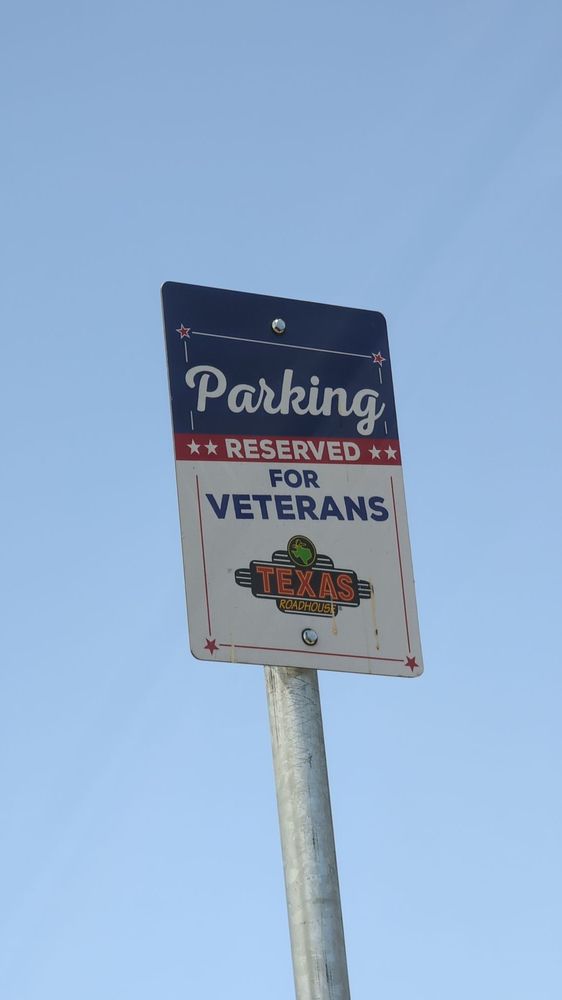 Parking
RESERVED
FOR
VETERANS
TEXAS
ROADHOUSE